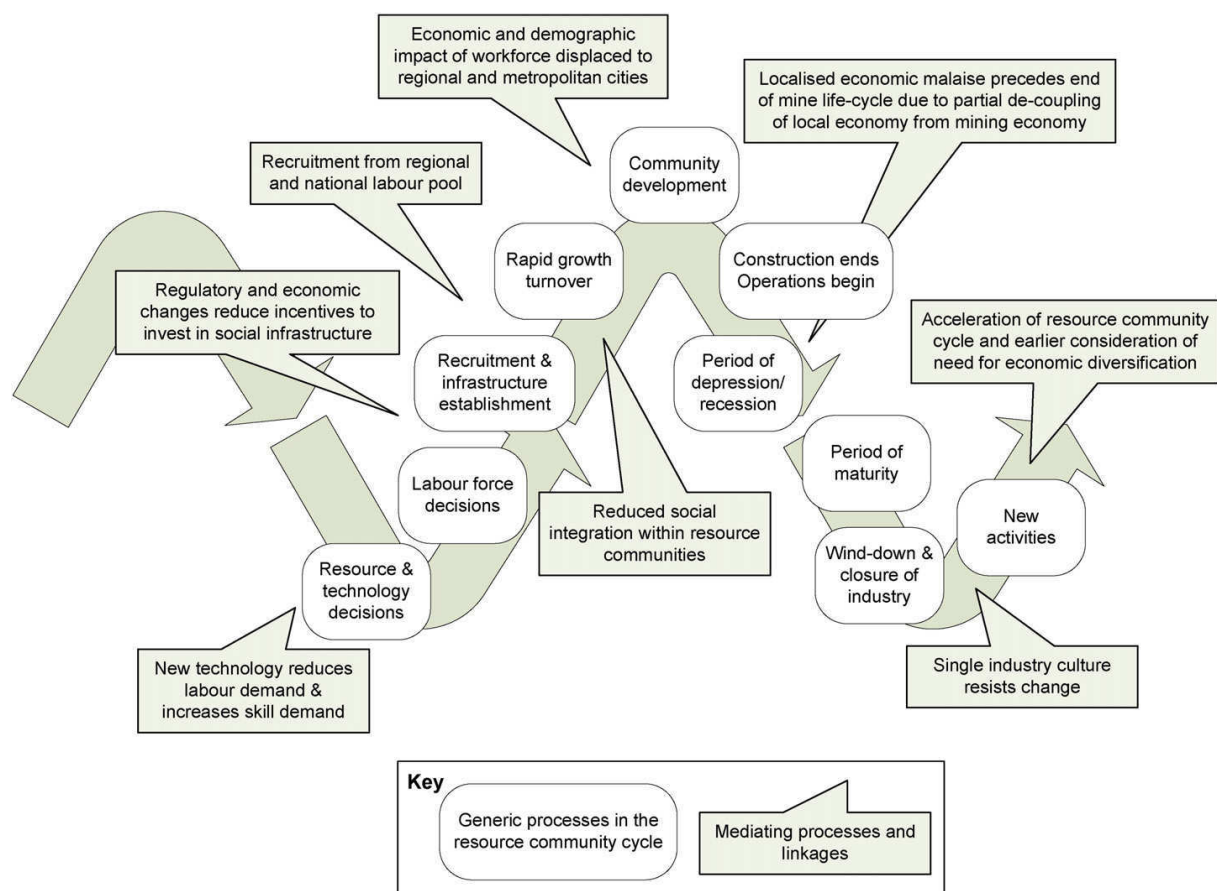 Economic and demographic
impact of workforce displaced to
regional and metropolitan cities
Localised economic malaise precedes end
of mine life-cycle due to partial de-coupling
of local economy from mining economy
Recruitment from regional
and national labour pool
Community
development
Rapid growth
turnover
Construction ends
Operations begin
Regulatory and economic
changes reduce incentives to
invest in social infrastructure
Acceleration of resource community
cycle and earlier consideration of
need for economic diversification
Recruitment &
infrastructure
establishment
Period of
depression/
recession
Labour force
decisions
Period of
maturity
Reduced social
integration within resource
communities
New
activities
Resource &
technology
decisions
Wind-down &
closure of
industry
New technology reduces
labour demand &
increases skill demand
Single industry culture
resists change
Key
Generic processes in the
resource community cycle
Mediating processes and
linkages